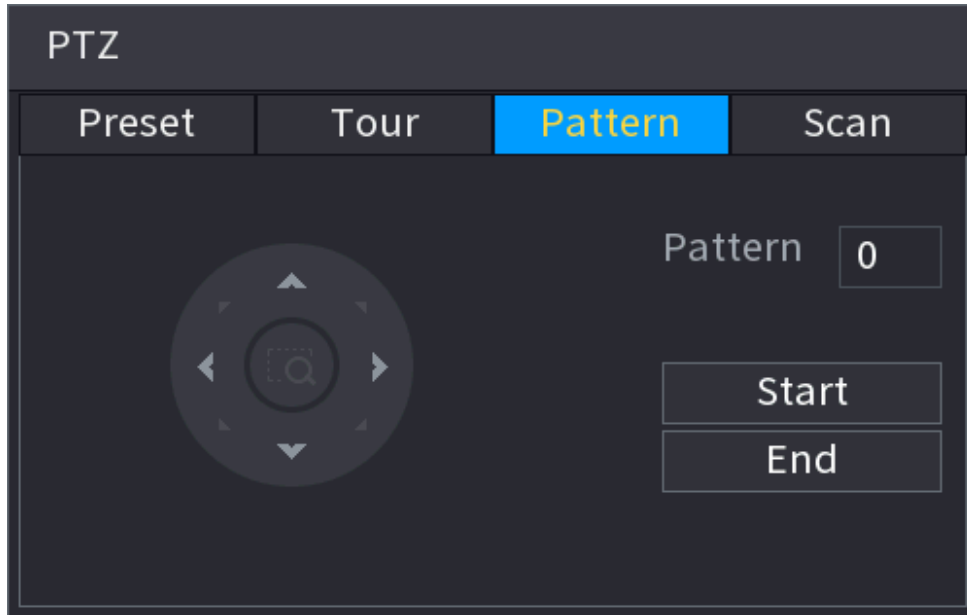 PTZ
Preset Tour Pattern Scan
Pattern 0
Start
End